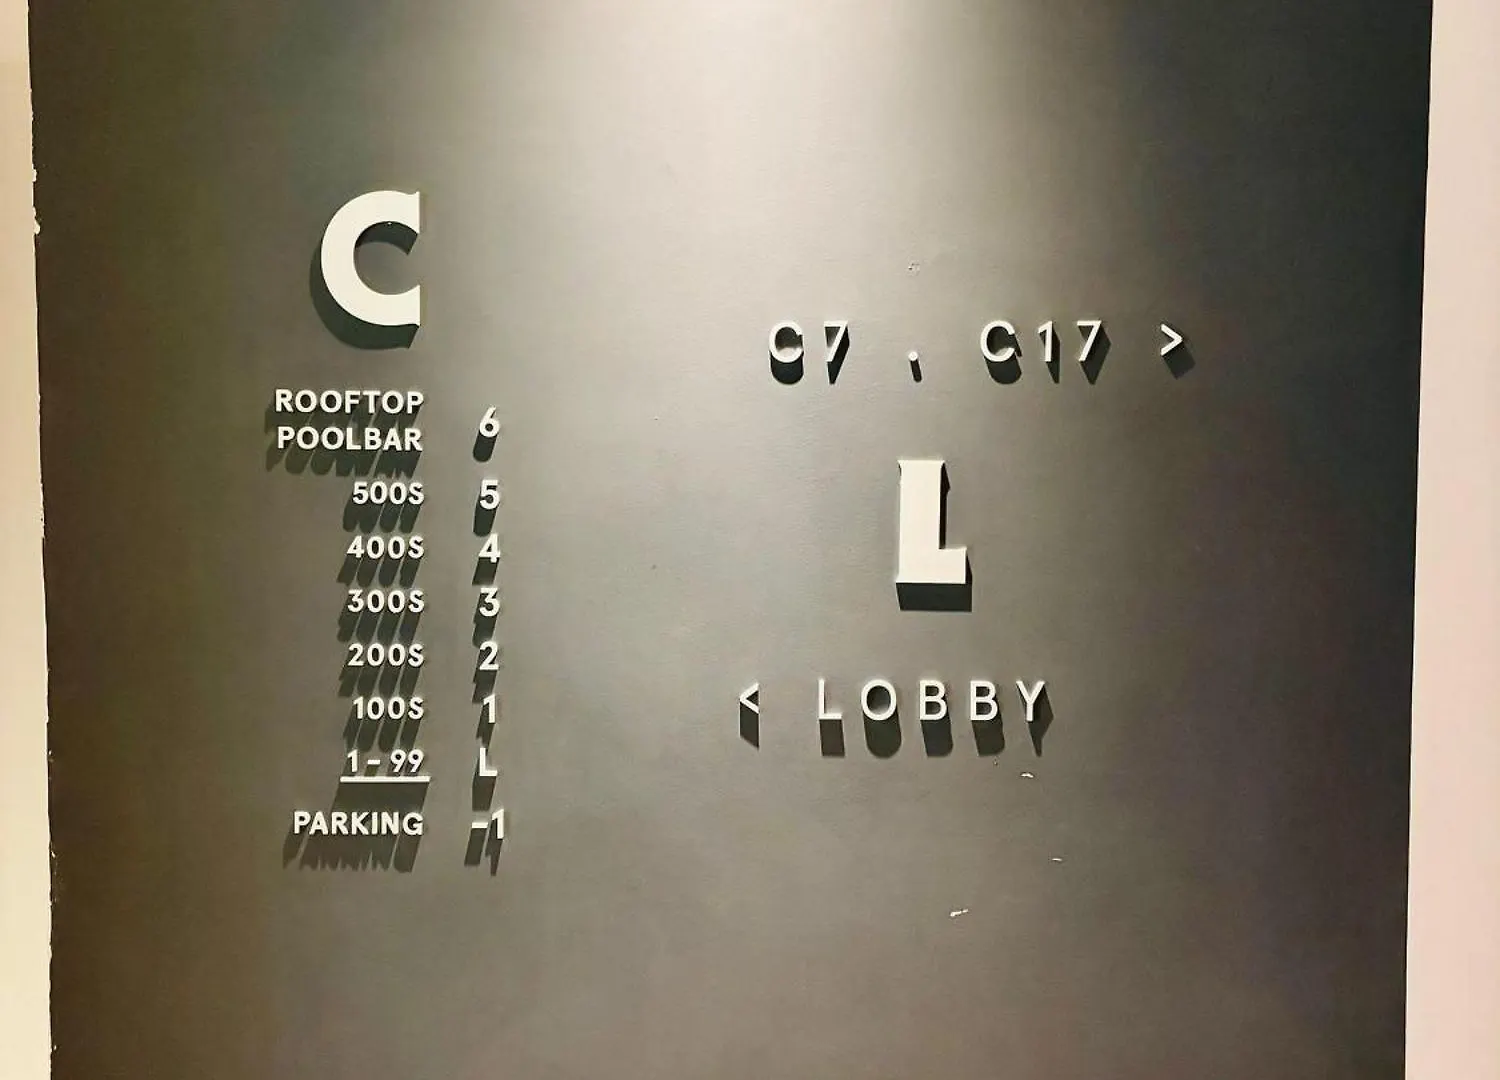 C
ROOFTOP
POOLBAR 6
500S 5
400S 4
300S 3
200S 2
100S 1
1-99 L
PARKING -1
C7 . C17 >
L
< LOBBY